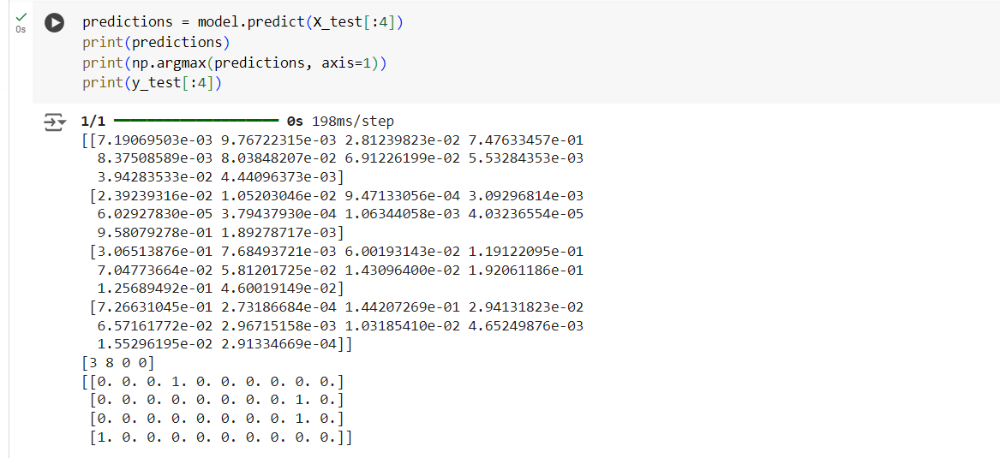 0s
predictions = model.predict(X_test[:4])
print(predictions)
print(np.argmax(predictions, axis=1))
print(y_test[:4])
1/1 0s 198ms/step
[[7.19069503e-03 9.76722315e-03 2.81239823e-02 7.47633457e-01
8.37508589e-03 8.03848207e-02 6.91226199e-02 5.53284353e-03
3.94283533e-02 4.44096373e-03]
[2.39239316e-02 1.05203046e-02 9.47133056e-04 3.09296814e-03
6.02927830e-05 3.79437930e-04 1.06344058e-03 4.03236554e-05
9.58079278e-01 1.89278717e-03]
[3.06513876e-01 7.68493721e-03 6.00193143e-02 1.19122095e-01
7.04773664e-02 5.81201725e-02 1.43096400e-02 1.92061186e-01
1.25689492e-01 4.60019149e-02]
[7.26631045e-01 2.73186684e-04 1.44207269e-01 2.94131823e-02
6.57161772e-02 2.96715158e-03 1.03185410e-02 4.65249876e-03
1.55296195e-02 2.91334669e-04]]
[3 8 0 0]
[[0. 0. 0. 1. 0. 0. 0. 0. 0. 0.]
[0. 0. 0. 0. 0. 0. 0. 0. 1. 0.]
[0. 0. 0. 0. 0. 0. 0. 0. 1. 0.]
[1. 0. 0. 0. 0. 0. 0. 0. 0. 0.]]